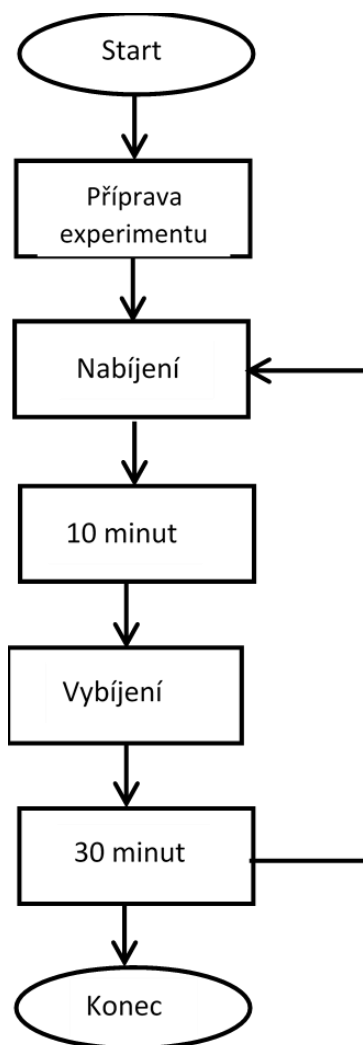 Start
Příprava
experimentu
Nabíjení
10 minut
Vybíjení
30 minut
Konec